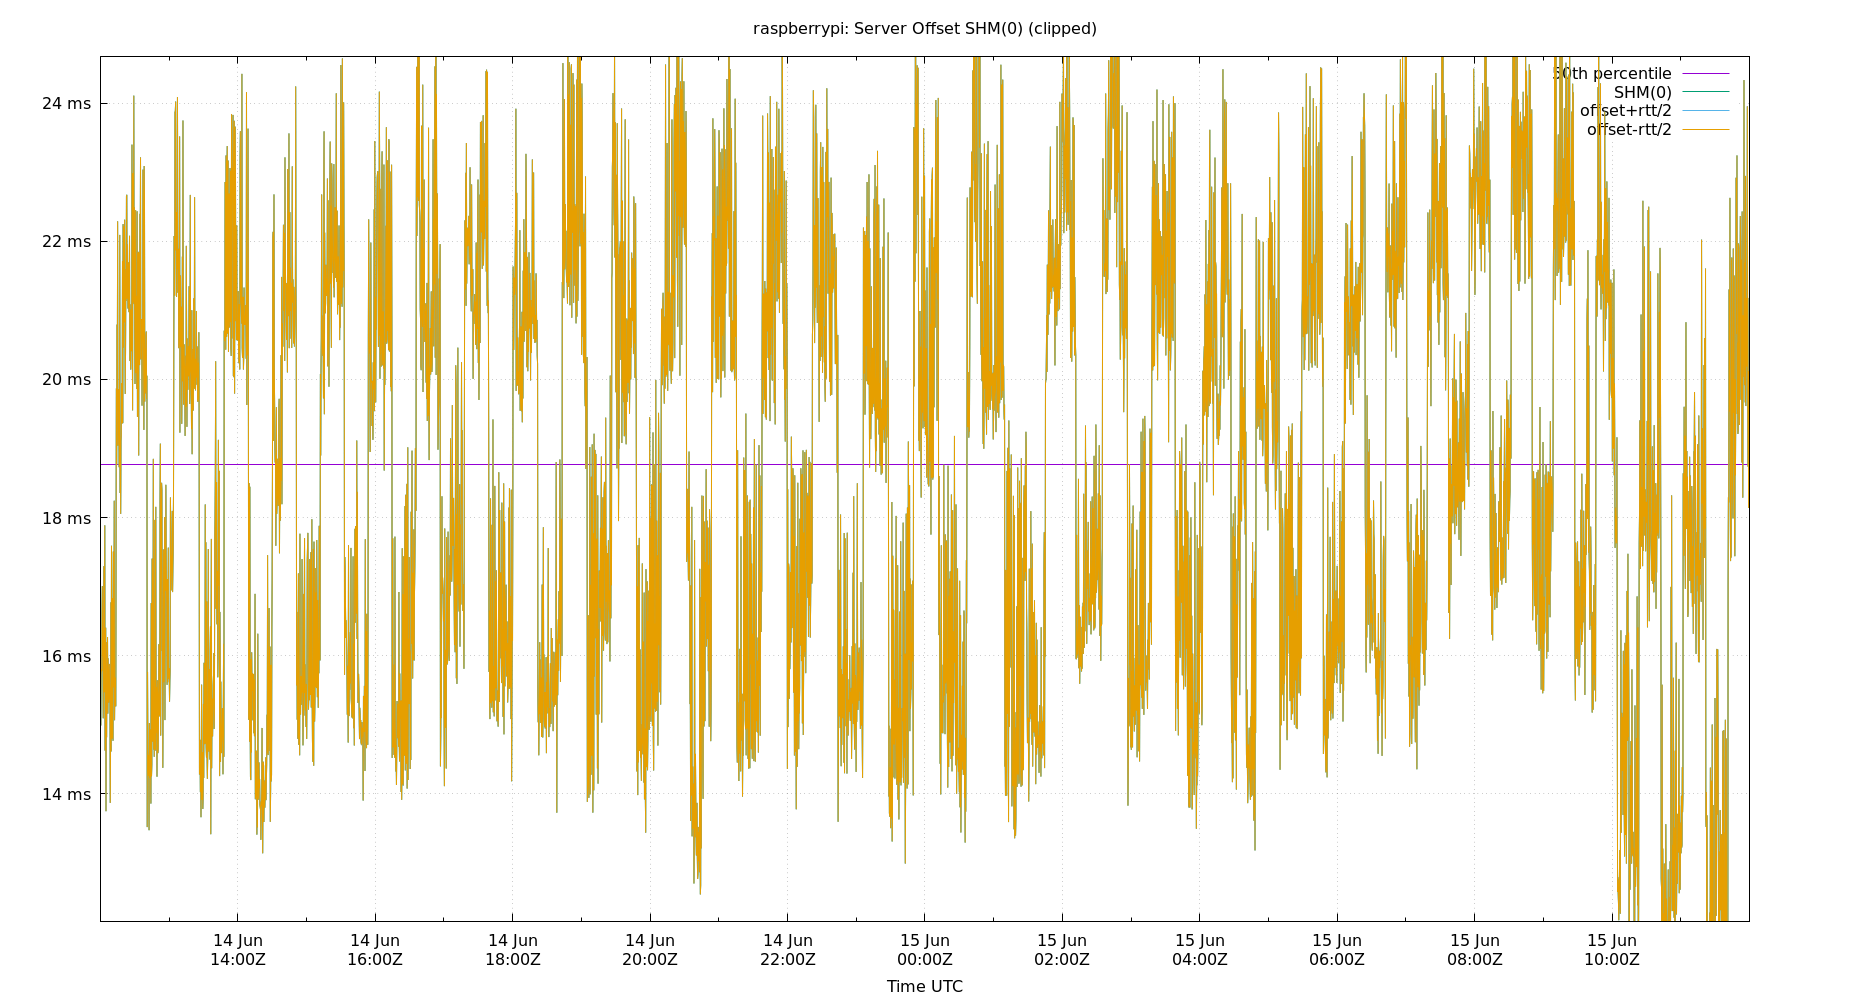 raspberrypi: Server Offset SHM(0) (clipped)
50th percentile
SHM(0)
offset+rtt/2
offset-rtt/2
24 ms
22 ms
20 ms
18 ms
16 ms
14 ms
14 Jun 14 Jun 14 Jun 14 Jun 14 Jun 15 Jun 15 Jun 15 Jun 15 Jun 15 Jun 15 Jun
14:00Z 16:00Z 18:00Z 20:00Z 22:00Z 00:00Z 02:00Z 04:00Z 06:00Z 08:00Z 10:00Z
Time UTC